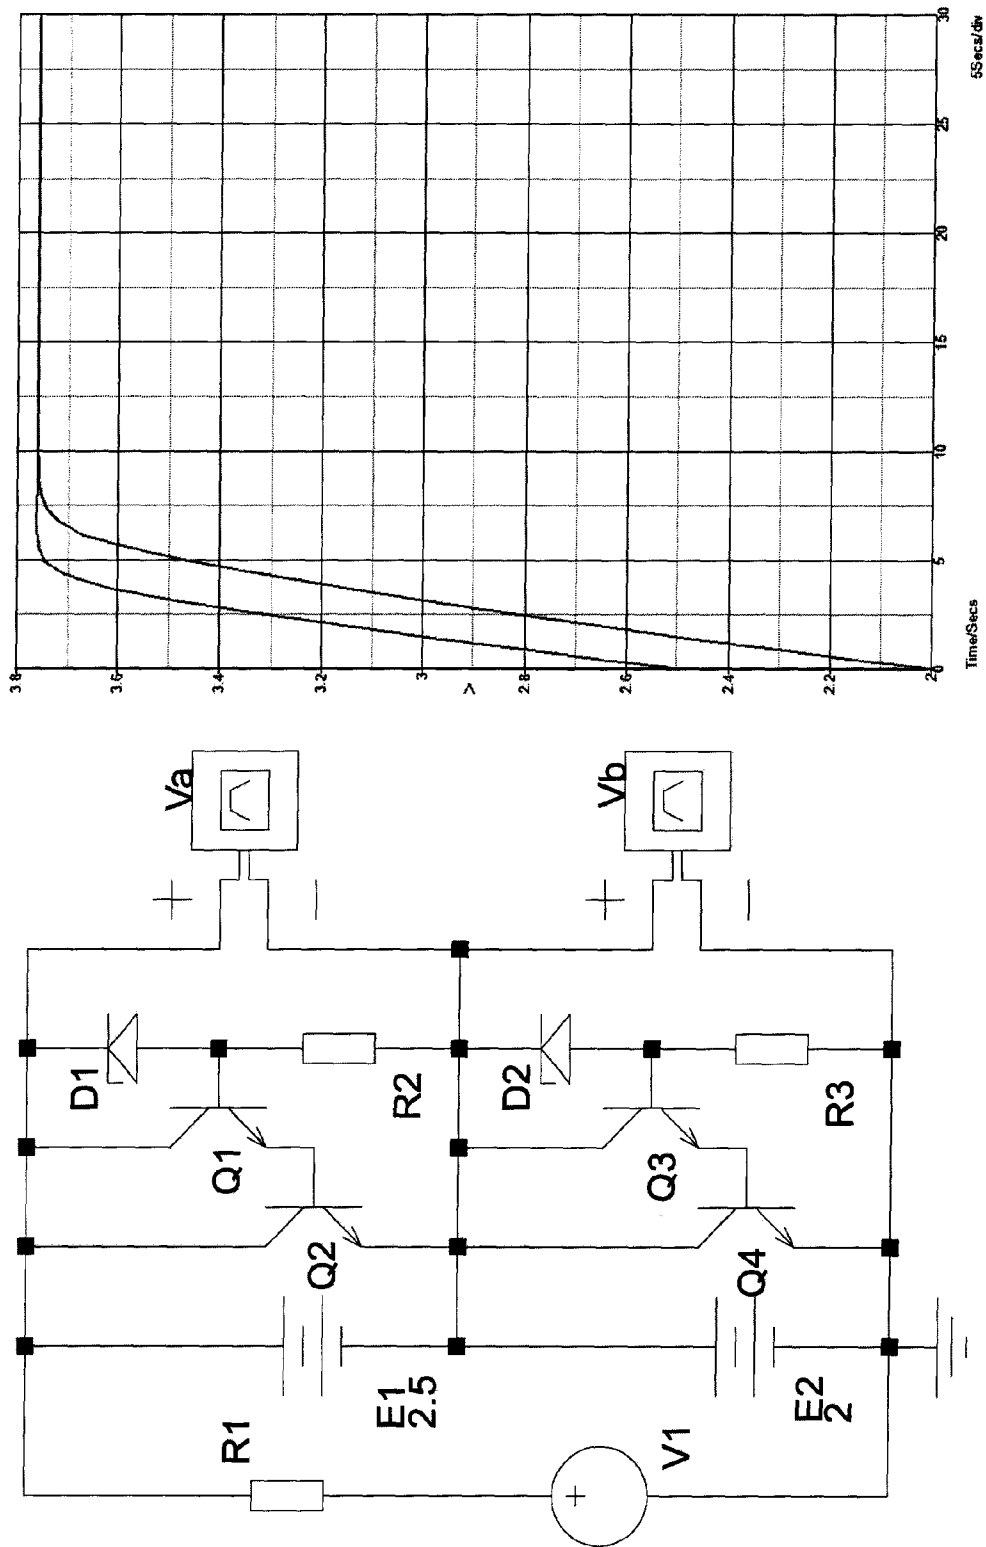 3.8
3.6
3.4
3.2
3
V
2.8
2.6
2.4
2.2
2
0
5
10
15
20
25
30
Time/Secs
5Secs/div
Va
+
−
Vb
+
−
D1
R2
D2
R3
Q1
Q2
Q3
Q4
E1
2.5
E2
2
R1
+
V1